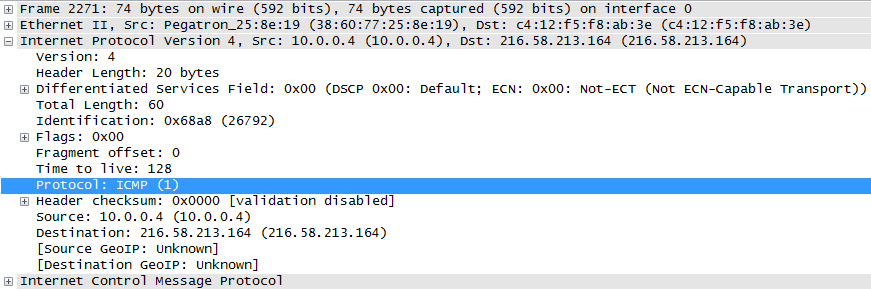 Frame 2271: 74 bytes on wire (592 bits), 74 bytes captured (592 bits) on interface 0
Ethernet II, Src: Pegatron_25:8e:19 (38:60:77:25:8e:19), Dst: c4:12:f5:f8:ab:3e (c4:12:f5:f8:ab:3e)
Internet Protocol Version 4, Src: 10.0.0.4 (10.0.0.4), Dst: 216.58.213.164 (216.58.213.164)
Version: 4
Header Length: 20 bytes
Differentiated Services Field: 0x00 (DSCP 0x00: Default; ECN: 0x00: Not-ECT (Not ECN-Capable Transport))
Total Length: 60
Identification: 0x68a8 (26792)
Flags: 0x00
Fragment offset: 0
Time to live: 128
Protocol: ICMP (1)
Header checksum: 0x0000 [validation disabled]
Source: 10.0.0.4 (10.0.0.4)
Destination: 216.58.213.164 (216.58.213.164)
[Source GeoIP: Unknown]
[Destination GeoIP: Unknown]
Internet Control Message Protocol